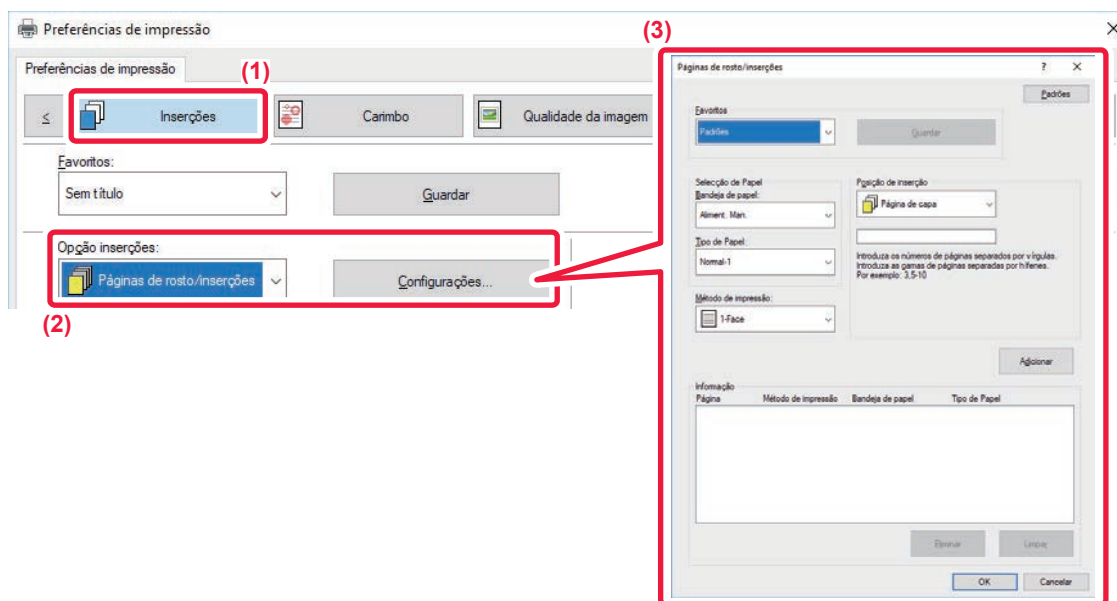 Preferências de impressão
(3)
Preferências de impressão
(1)
≤
Inserções
Carimbo
Qualidade da imagem
Favoritos:
Sem título
Guardar
Opção inserções:
Páginas de rosto/inserções
Configurações...
(2)
Páginas de rosto/inserções
?
Padrões
Favoritos
Padrões
Guardar
Selecção de Papel
Bandeja de papel:
Aliment. Man.
Tipo de Papel:
Normal-1
Método de impressão:
1-Face
Posição de inserção
Página de capa
Introduza os números de páginas separados por vírgulas.
Introduza as gamas de páginas separadas por hífenes.
Por exemplo: 3,5-10
Adicionar
Informação
Página Método de impressão Bandeja de papel Tipo de Papel
Eliminar
Limpar
OK
Cancelar